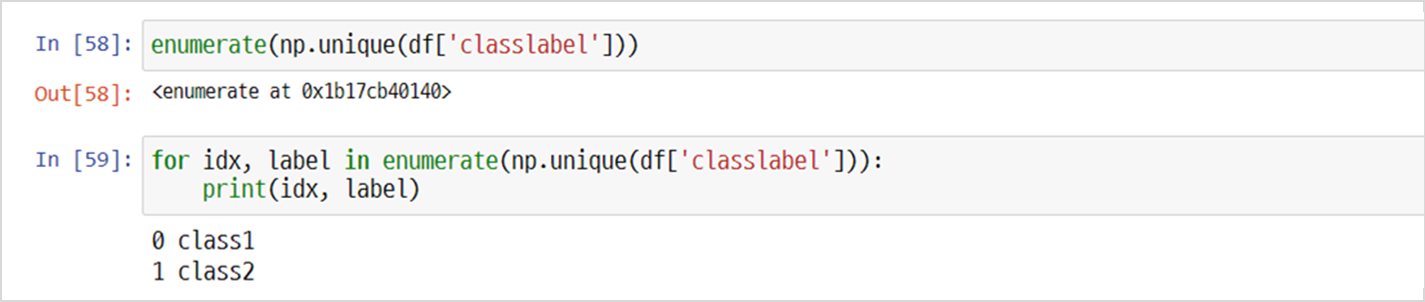 In [58]: enumerate(np.unique(df['classlabel']))
Out[58]: <enumerate at 0x1b17cb40140>
In [59]: for idx, label in enumerate(np.unique(df['classlabel'])):
    print(idx, label)
0 class1
1 class2